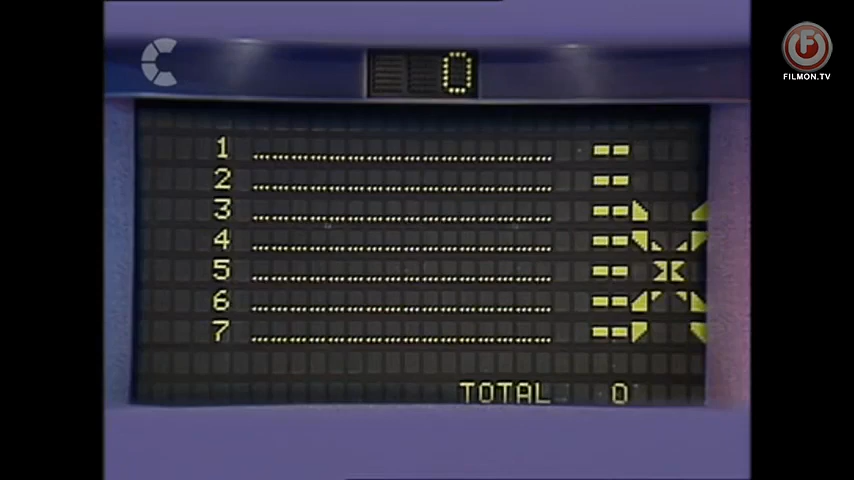 0
FILMON.TV
1 ....................................... --
2 ....................................... --
3 ....................................... --
4 ....................................... --
5 ....................................... --
6 ....................................... --
7 ....................................... --
TOTAL 0